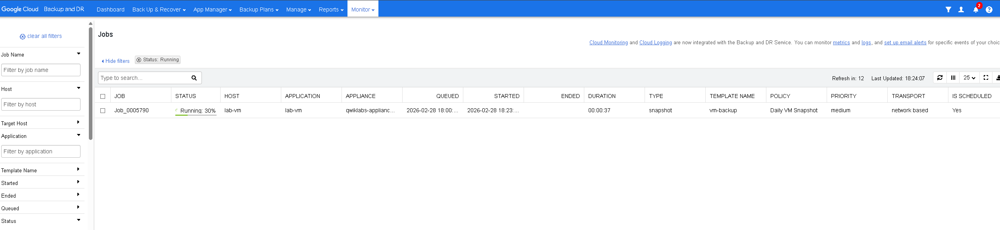 Google Cloud Backup and DR Dashboard Back Up & Recover App Manager Backup Plans Manage Reports Monitor 2
clear all filters
Job Name
Filter by job name
Host
Filter by host
Target Host
Application
Filter by application
Template Name
Started
Ended
Queued
Status
Jobs
Cloud Monitoring and Cloud Logging are now integrated with the Backup and DR Service. You can monitor metrics and logs, and set up email alerts for specific events of your choic
Hide filters Status: Running
Type to search... Refresh in: 12 Last Updated: 18:24:07 25
JOB STATUS HOST APPLICATION APPLIANCE QUEUED STARTED ENDED DURATION TYPE TEMPLATE NAME POLICY PRIORITY TRANSPORT IS SCHEDULED
Job_0005790 Running: 30% lab-vm lab-vm qwiklabs-applianc... 2026-02-28 18:00:... 2026-02-28 18:23:... 00:00:37 snapshot vm-backup Daily VM Snapshot medium network based Yes